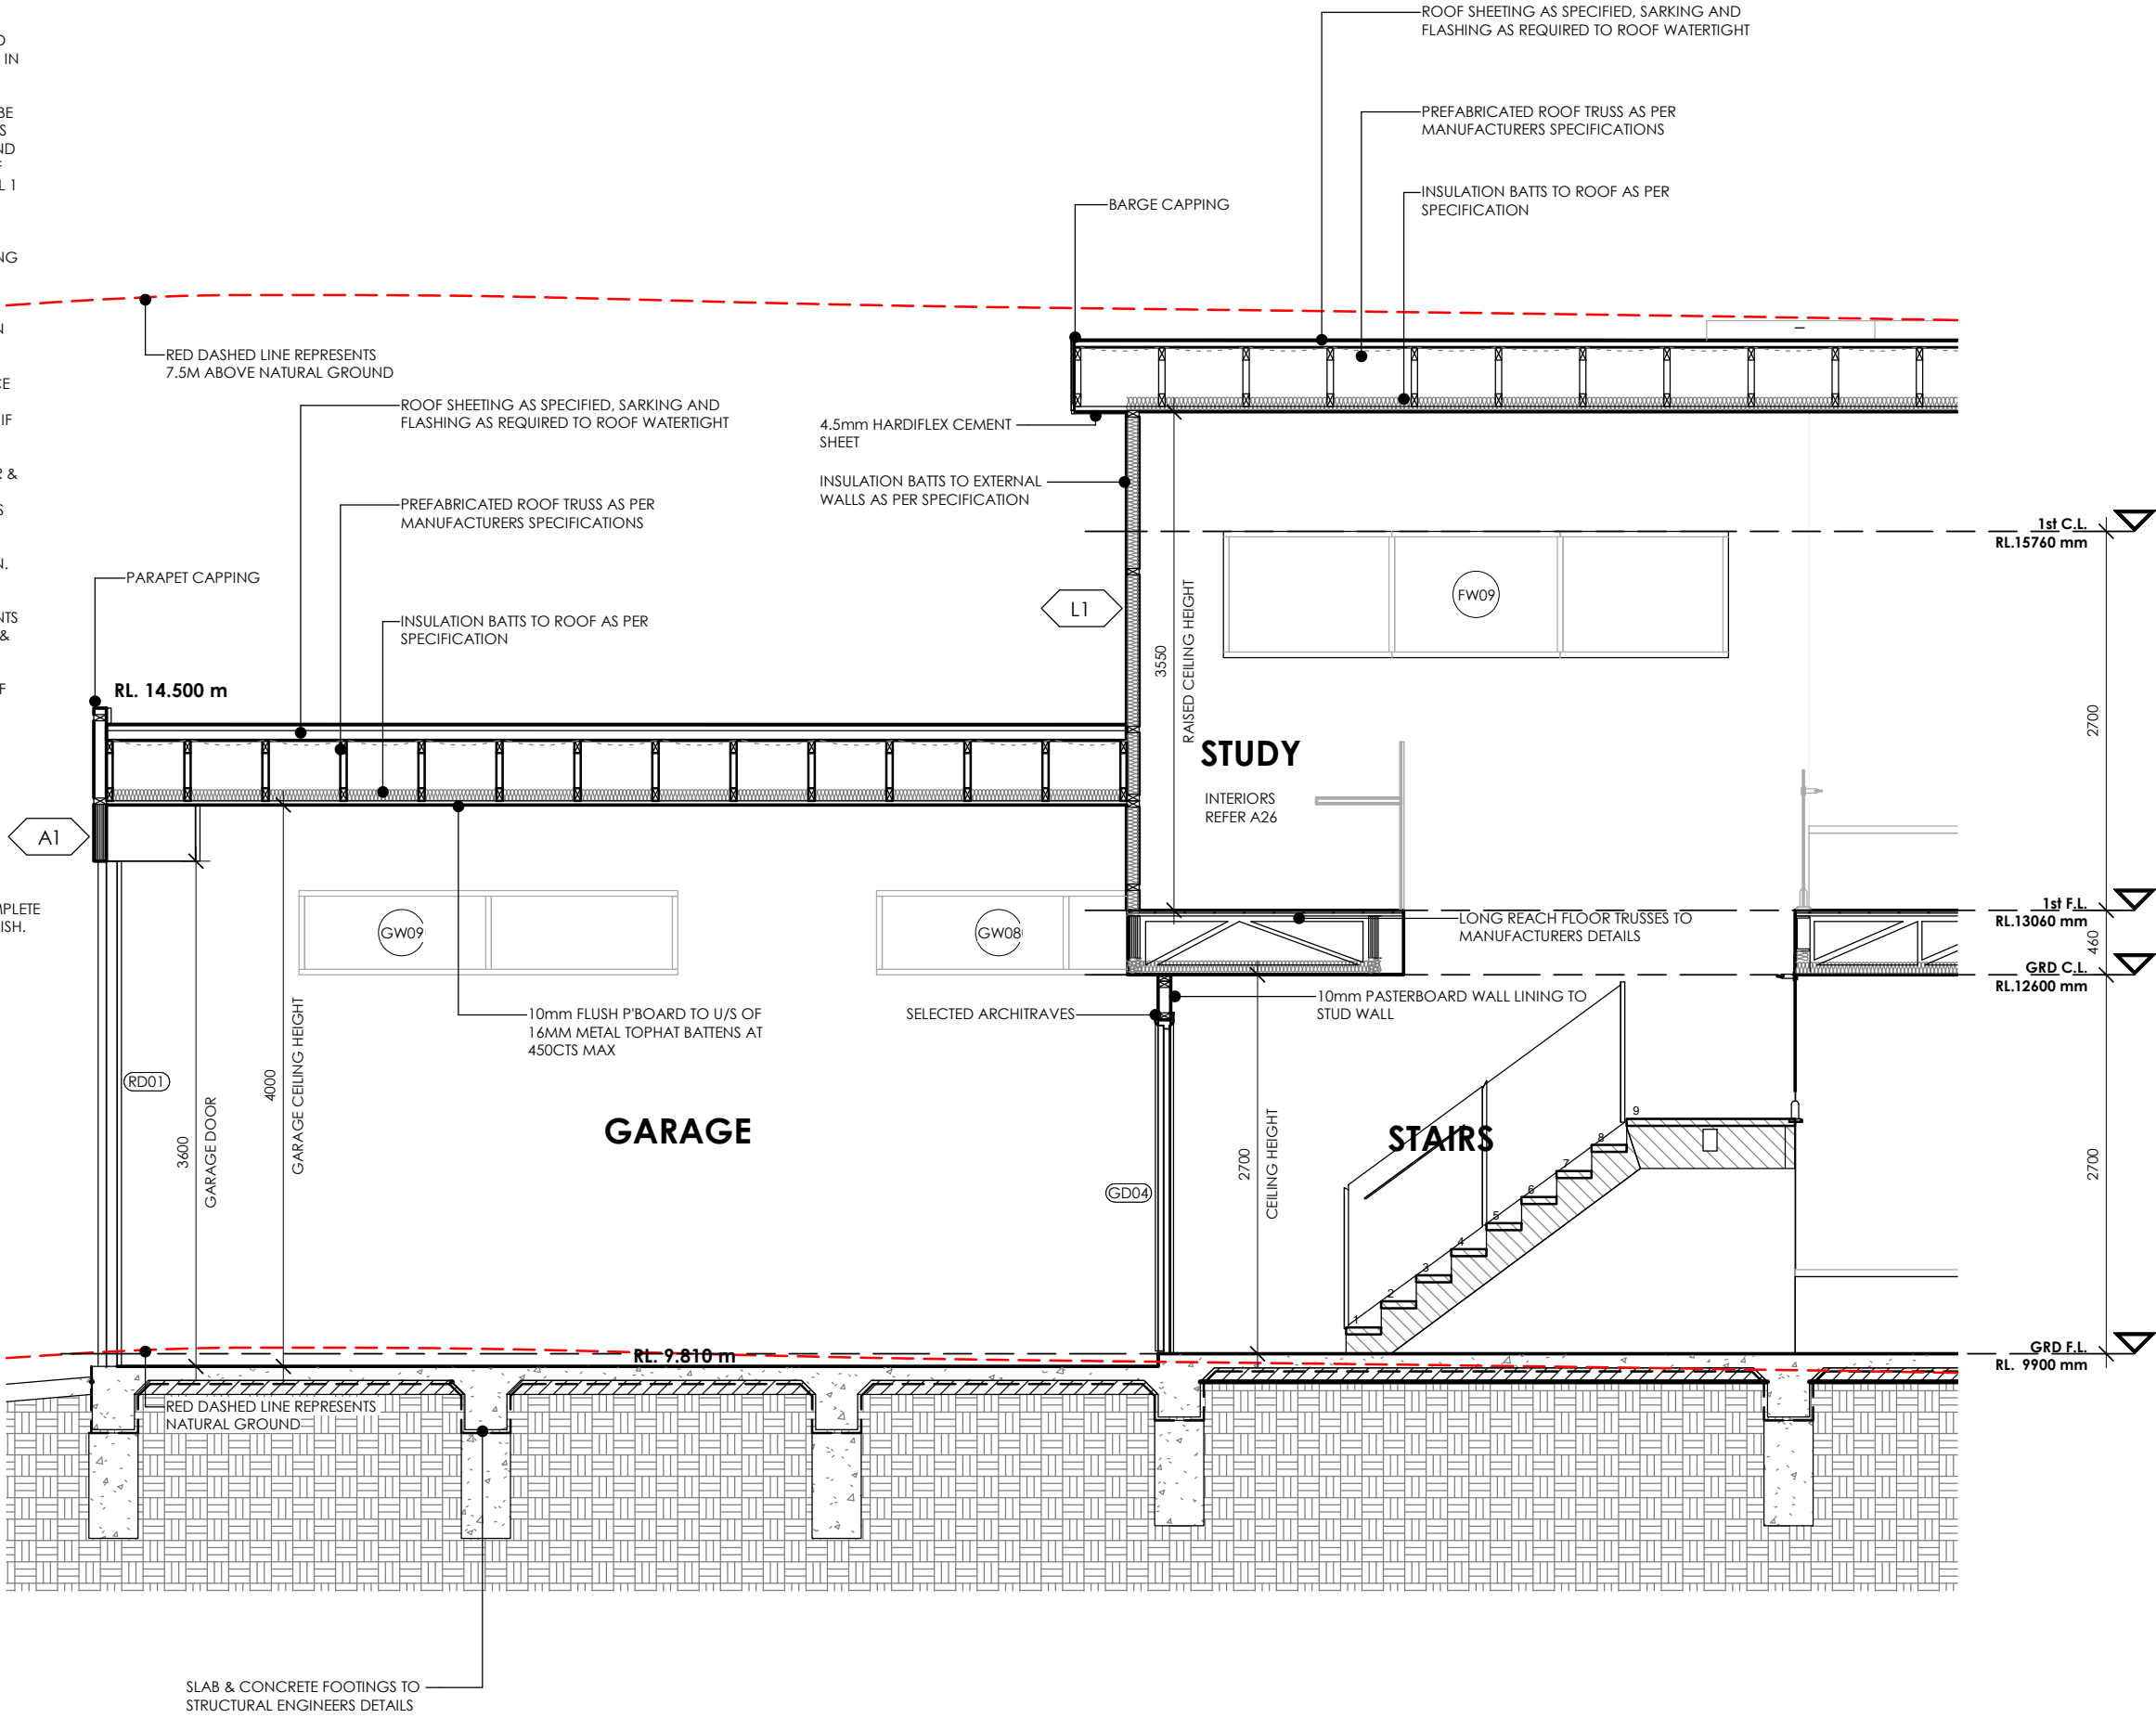 ROOF SHEETING AS SPECIFIED, SARKING AND
FLASHING AS REQUIRED TO ROOF WATERTIGHT
IN
BE
PREFABRICATED ROOF TRUSS AS PER
MANUFACTURERS SPECIFICATIONS
L 1
INSULATION BATTS TO ROOF AS PER
SPECIFICATION
BARGE CAPPING
RED DASHED LINE REPRESENTS
7.5M ABOVE NATURAL GROUND
IF
R &
ROOF SHEETING AS SPECIFIED, SARKING AND
FLASHING AS REQUIRED TO ROOF WATERTIGHT
4.5mm HARDIFLEX CEMENT
SHEET
INSULATION BATTS TO EXTERNAL
WALLS AS PER SPECIFICATION
PREFABRICATED ROOF TRUSS AS PER
MANUFACTURERS SPECIFICATIONS
1st C.L.
RL.15760 mm
N.
PARAPET CAPPING
NTS
&
INSULATION BATTS TO ROOF AS PER
SPECIFICATION
L1
FW09
3550
RAISED CEILING HEIGHT
2700
RL. 14.500 m
STUDY
INTERIORS
REFER A26
A1
MPLETE
ISH.
GW09
GW08
LONG REACH FLOOR TRUSSES TO
MANUFACTURERS DETAILS
1st F.L.
RL.13060 mm
460
GRD C.L.
RL.12600 mm
10mm FLUSH P'BOARD TO U/S OF
16MM METAL TOPHAT BATTENS AT
450CTS MAX
SELECTED ARCHITRAVES
10mm PASTERBOARD WALL LINING TO
STUD WALL
RD01
3600
GARAGE DOOR
4000
GARAGE CEILING HEIGHT
GARAGE
GD04
2700
CEILING HEIGHT
STAIRS
9
8
7
6
5
4
3
2
1
2700
RL. 9.810 m
GRD F.L.
RL. 9900 mm
RED DASHED LINE REPRESENTS
NATURAL GROUND
SLAB & CONCRETE FOOTINGS TO
STRUCTURAL ENGINEERS DETAILS